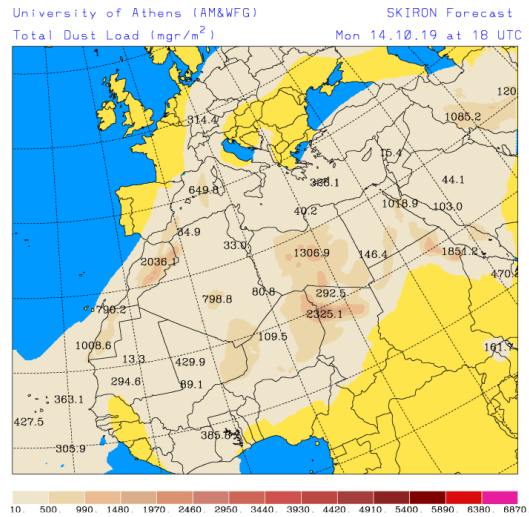 University of Athens (AM&WFG) SKIRON Forecast
Total Dust Load (mgr/m²) Mon 14.10.19 at 18 UTC
120.
314.4 1085.2
15.4
366.1 44.1
649.8 1018.9 103.0
40.2
34.9 33.0
2036.1 1306.9 146.4 1851.2
470.
798.8 80.8 292.5
790.2 2325.1
1008.6 109.5 161.7
13.3 429.9
294.6 89.1
363.1
427.5 385.8
305.9
10. 500. 990. 1480. 1970. 2460. 2950. 3440. 3930. 4420. 4910. 5400. 5890. 6380. 6870